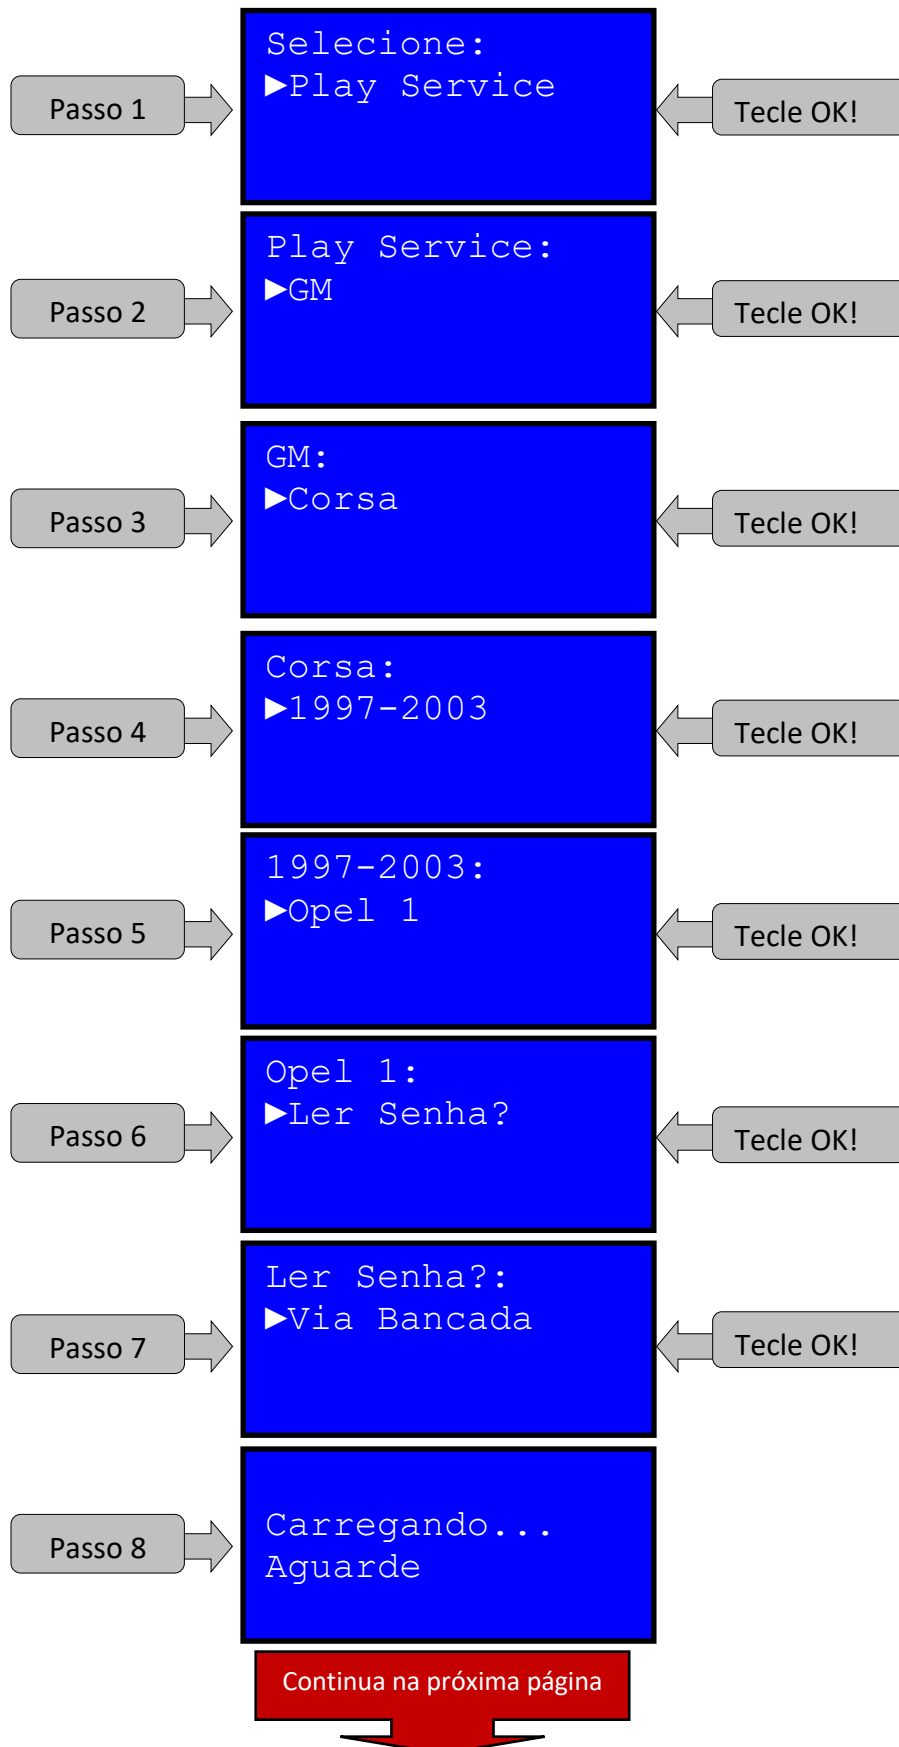 Passo 1
Selecione:
►Play Service
Tecle OK!
Passo 2
Play Service:
►GM
Tecle OK!
Passo 3
GM:
►Corsa
Tecle OK!
Passo 4
Corsa:
►1997-2003
Tecle OK!
Passo 5
1997-2003:
►Opel 1
Tecle OK!
Passo 6
Opel 1:
►Ler Senha?
Tecle OK!
Passo 7
Ler Senha?:
►Via Bancada
Tecle OK!
Passo 8
Carregando...
Aguarde
Continua na próxima página